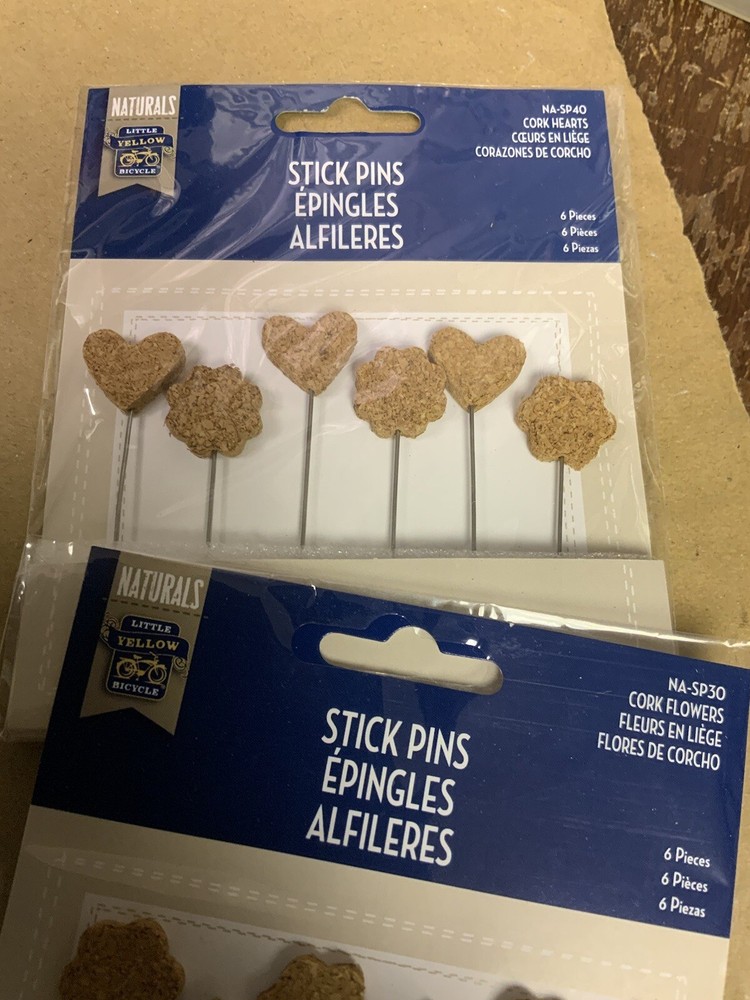 NATURALS
LITTLE
YELLOW
BICYCLE
STICK PINS
ÉPINGLES
ALFILERES
NA-SP40
CORK HEARTS
CŒURS EN LIÈGE
CORAZONES DE CORCHO
6 Pieces
6 Pièces
6 Piezas
NATURALS
LITTLE
YELLOW
BICYCLE
STICK PINS
ÉPINGLES
ALFILERES
NA-SP30
CORK FLOWERS
FLEURS EN LIÈGE
FLORES DE CORCHO
6 Pieces
6 Pièces
6 Piezas